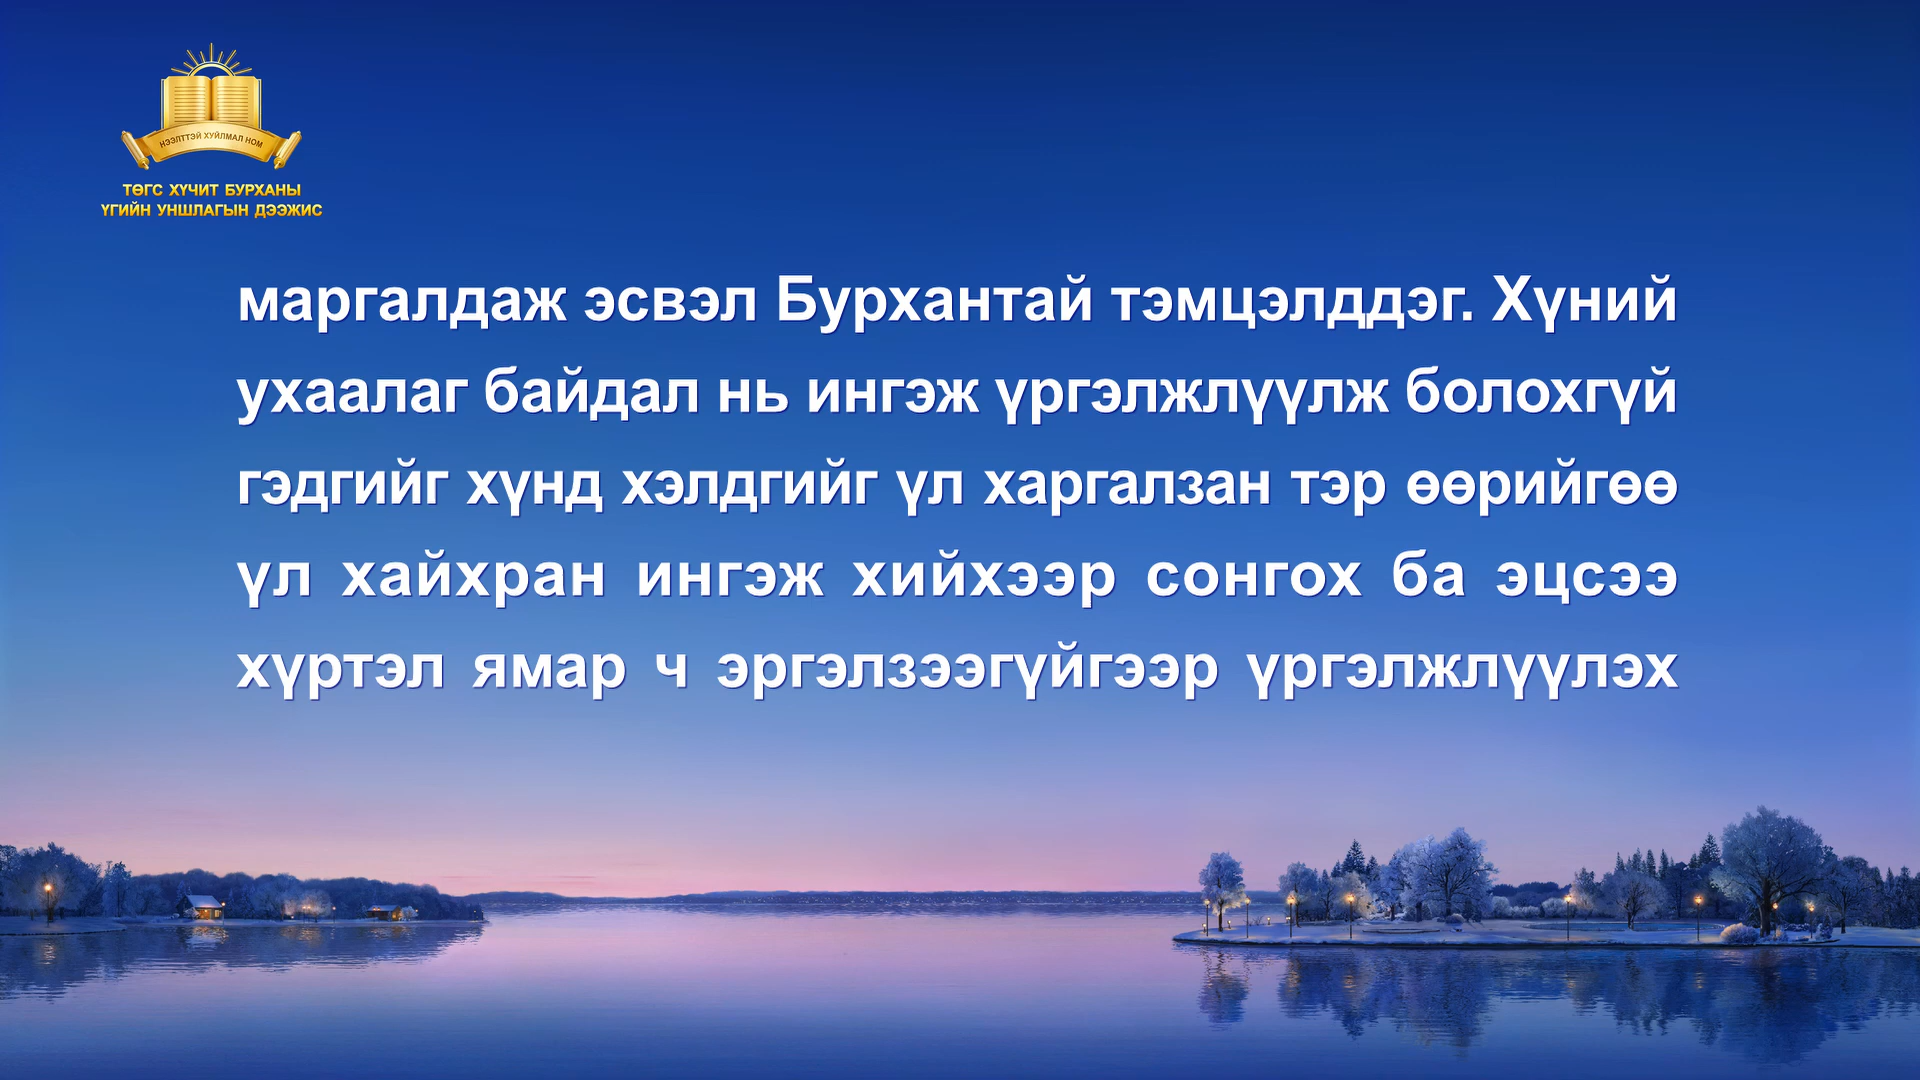 НЭЭЛТТЭЙ ХУЙЛМАЛ НОМ
ТӨГС ХҮЧИТ БУРХАНЫ
ҮГИЙН УНШЛАГЫН ДЭЭЖИС
маргалдаж эсвэл Бурхантай тэмцэлддэг. Хүний
ухаалаг байдал нь ингэж үргэлжлүүлж болохгүй
гэдгийг хүнд хэлдгийг үл харгалзан тэр өөрийгөө
үл хайхран ингэж хийхээр сонгох ба эцсээ
хүртэл ямар ч эргэлзээгүйгээр үргэлжлүүлэх